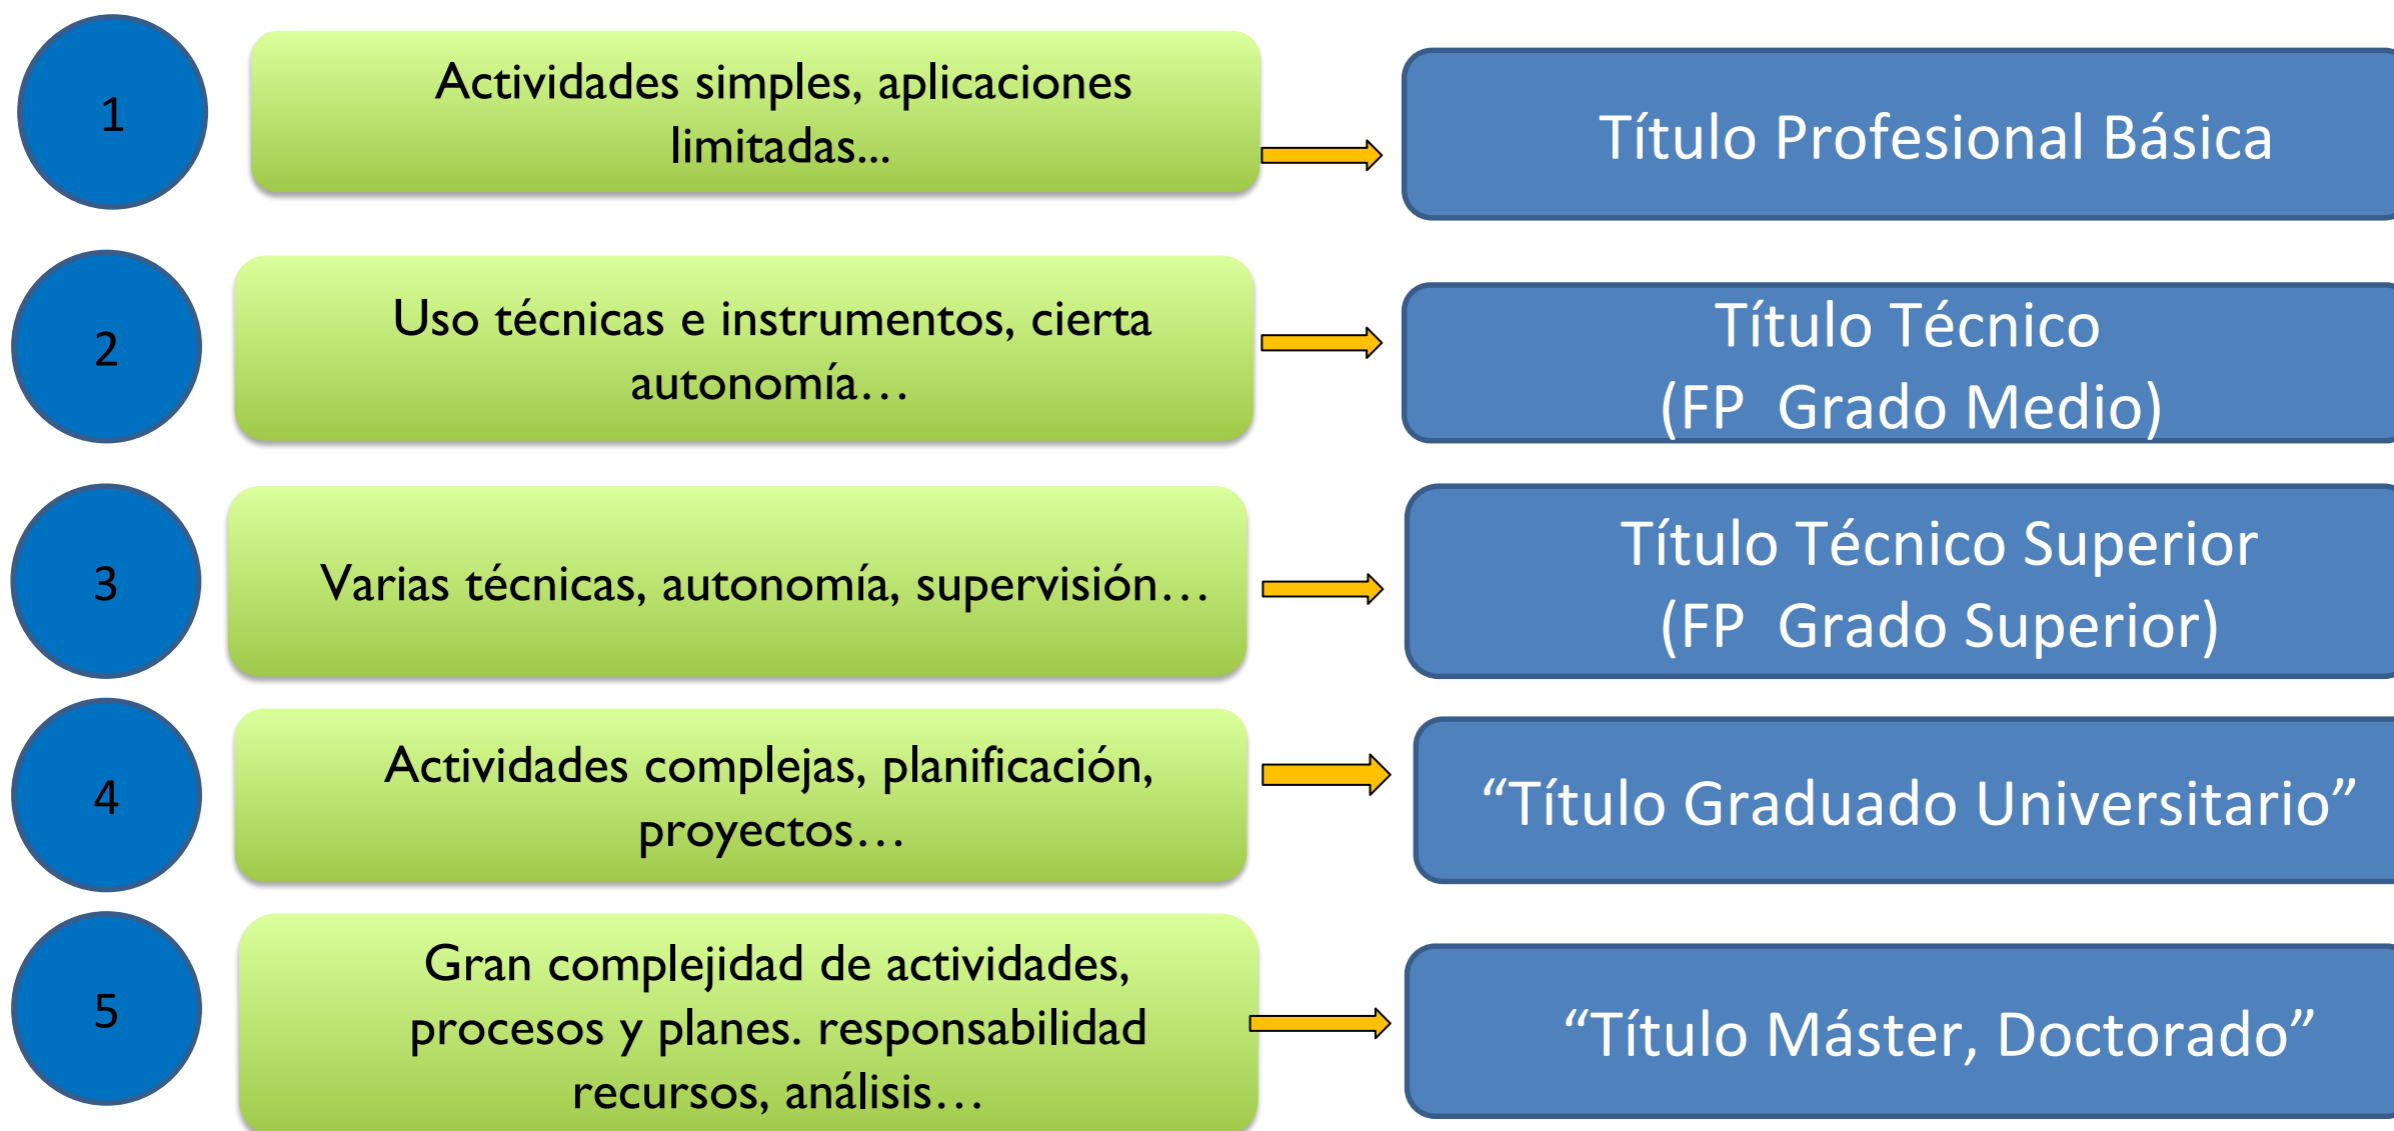 1
Actividades simples, aplicaciones
limitadas...
Título Profesional Básica
2
Uso técnicas e instrumentos, cierta
autonomía…
Título Técnico
(FP  Grado Medio)
3
Varias técnicas, autonomía, supervisión…
Título Técnico Superior
(FP  Grado Superior)
4
Actividades complejas, planificación,
proyectos…
“Título Graduado Universitario”
5
Gran complejidad de actividades,
procesos y planes. responsabilidad
recursos, análisis…
“Título Máster, Doctorado”